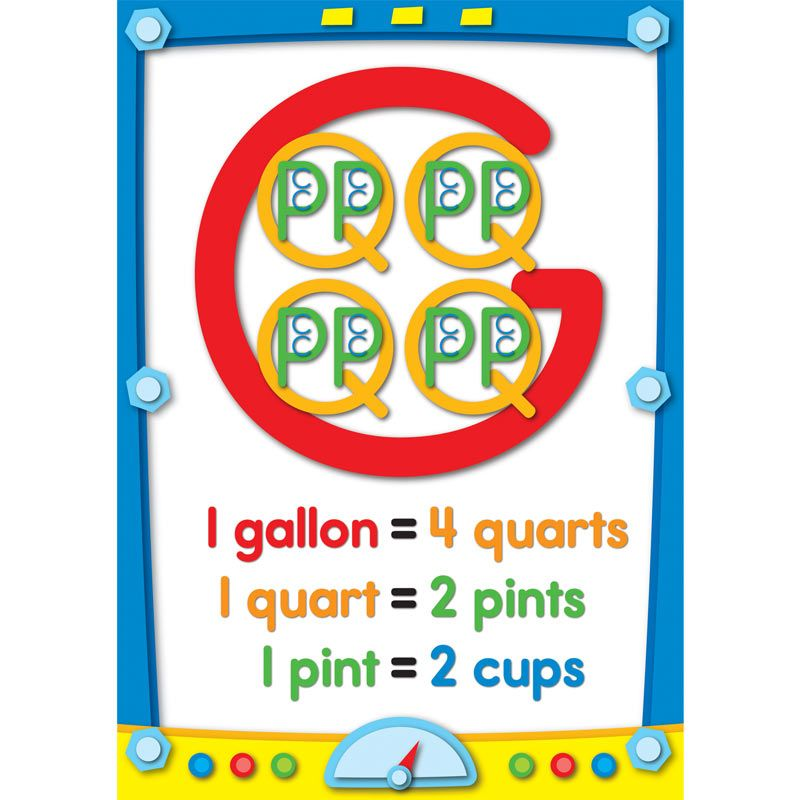 G
Q Q
P P P P
C C C C
C C C C
Q Q
P P P P
C C C C
C C C C
1 gallon = 4 quarts
1 quart = 2 pints
1 pint = 2 cups